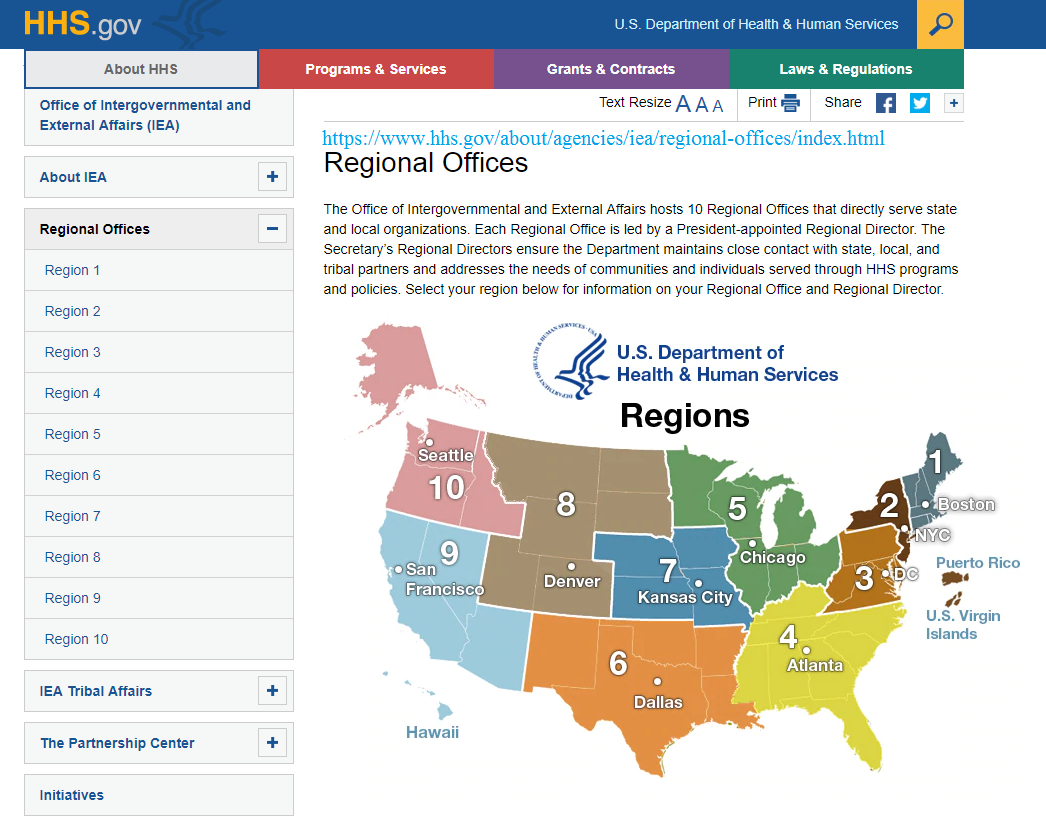 HHS.gov
U.S. Department of Health & Human Services
About HHS
Programs & Services
Grants & Contracts
Laws & Regulations
Office of Intergovernmental and
External Affairs (IEA)
About IEA
+
Regional Offices
−
Region 1
Region 2
Region 3
Region 4
Region 5
Region 6
Region 7
Region 8
Region 9
Region 10
IEA Tribal Affairs
+
The Partnership Center
+
Initiatives
Text Resize A A A
Print
Share
+
https://www.hhs.gov/about/agencies/iea/regional-offices/index.html
Regional Offices
The Office of Intergovernmental and External Affairs hosts 10 Regional Offices that directly serve state
and local organizations. Each Regional Office is led by a President-appointed Regional Director. The
Secretary’s Regional Directors ensure the Department maintains close contact with state, local, and
tribal partners and addresses the needs of communities and individuals served through HHS programs
and policies. Select your region below for information on your Regional Office and Regional Director.
DEPARTMENT OF HEALTH & HUMAN SERVICES · USA
U.S. Department of
Health & Human Services
Regions
1
Boston
2
NYC
3
DC
Puerto Rico
U.S. Virgin
Islands
4
Atlanta
5
Chicago
6
Dallas
7
Kansas City
8
Denver
9
San
Francisco
10
Seattle
Hawaii